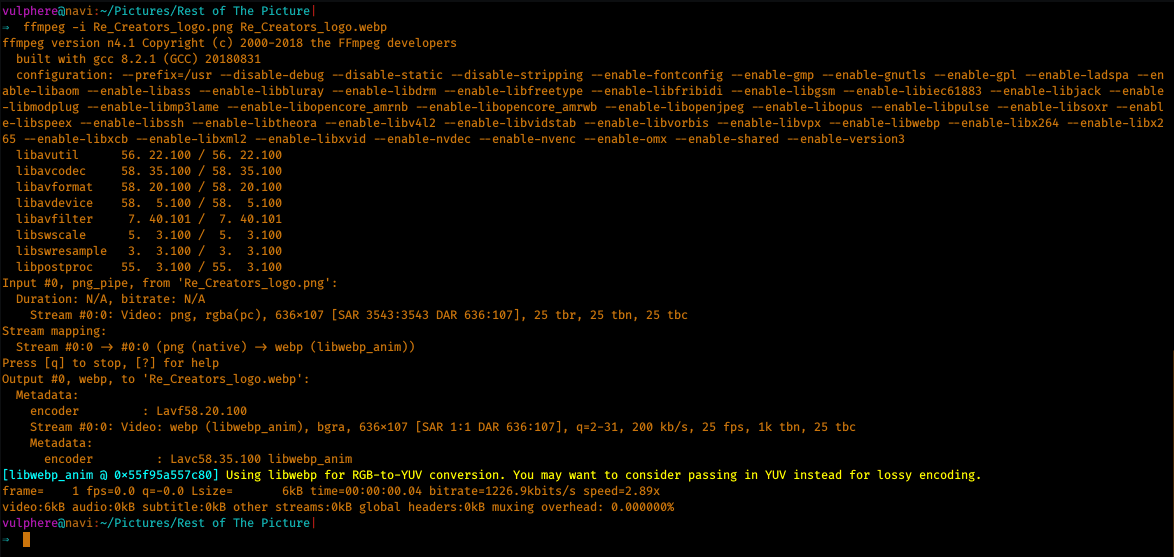 vulphere@navi:~/Pictures/Rest of The Picture|
⇒  ffmpeg -i Re_Creators_logo.png Re_Creators_logo.webp
ffmpeg version n4.1 Copyright (c) 2000-2018 the FFmpeg developers
  built with gcc 8.2.1 (GCC) 20180831
  configuration: --prefix=/usr --disable-debug --disable-static --disable-stripping --enable-fontconfig --enable-gmp --enable-gnutls --enable-gpl --enable-ladspa --en
able-libaom --enable-libass --enable-libbluray --enable-libdrm --enable-libfreetype --enable-libfribidi --enable-libgsm --enable-libiec61883 --enable-libjack --enable
-libmodplug --enable-libmp3lame --enable-libopencore_amrnb --enable-libopencore_amrwb --enable-libopenjpeg --enable-libopus --enable-libpulse --enable-libsoxr --enabl
e-libspeex --enable-libssh --enable-libtheora --enable-libv4l2 --enable-libvidstab --enable-libvorbis --enable-libvpx --enable-libwebp --enable-libx264 --enable-libx2
65 --enable-libxcb --enable-libxml2 --enable-libxvid --enable-nvdec --enable-nvenc --enable-omx --enable-shared --enable-version3
  libavutil      56. 22.100 / 56. 22.100
  libavcodec     58. 35.100 / 58. 35.100
  libavformat    58. 20.100 / 58. 20.100
  libavdevice    58.  5.100 / 58.  5.100
  libavfilter     7. 40.101 /  7. 40.101
  libswscale      5.  3.100 /  5.  3.100
  libswresample   3.  3.100 /  3.  3.100
  libpostproc    55.  3.100 / 55.  3.100
Input #0, png_pipe, from 'Re_Creators_logo.png':
  Duration: N/A, bitrate: N/A
    Stream #0:0: Video: png, rgba(pc), 636×107 [SAR 3543:3543 DAR 636:107], 25 tbr, 25 tbn, 25 tbc
Stream mapping:
  Stream #0:0 -> #0:0 (png (native) -> webp (libwebp_anim))
Press [q] to stop, [?] for help
Output #0, webp, to 'Re_Creators_logo.webp':
  Metadata:
    encoder         : Lavf58.20.100
    Stream #0:0: Video: webp (libwebp_anim), bgra, 636×107 [SAR 1:1 DAR 636:107], q=2-31, 200 kb/s, 25 fps, 1k tbn, 25 tbc
    Metadata:
      encoder         : Lavc58.35.100 libwebp_anim
[libwebp_anim @ 0×55f95a557c80] Using libwebp for RGB-to-YUV conversion. You may want to consider passing in YUV instead for lossy encoding.
frame=    1 fps=0.0 q=-0.0 Lsize=       6kB time=00:00:00.04 bitrate=1226.9kbits/s speed=2.89x
video:6kB audio:0kB subtitle:0kB other streams:0kB global headers:0kB muxing overhead: 0.000000%
vulphere@navi:~/Pictures/Rest of The Picture|
⇒